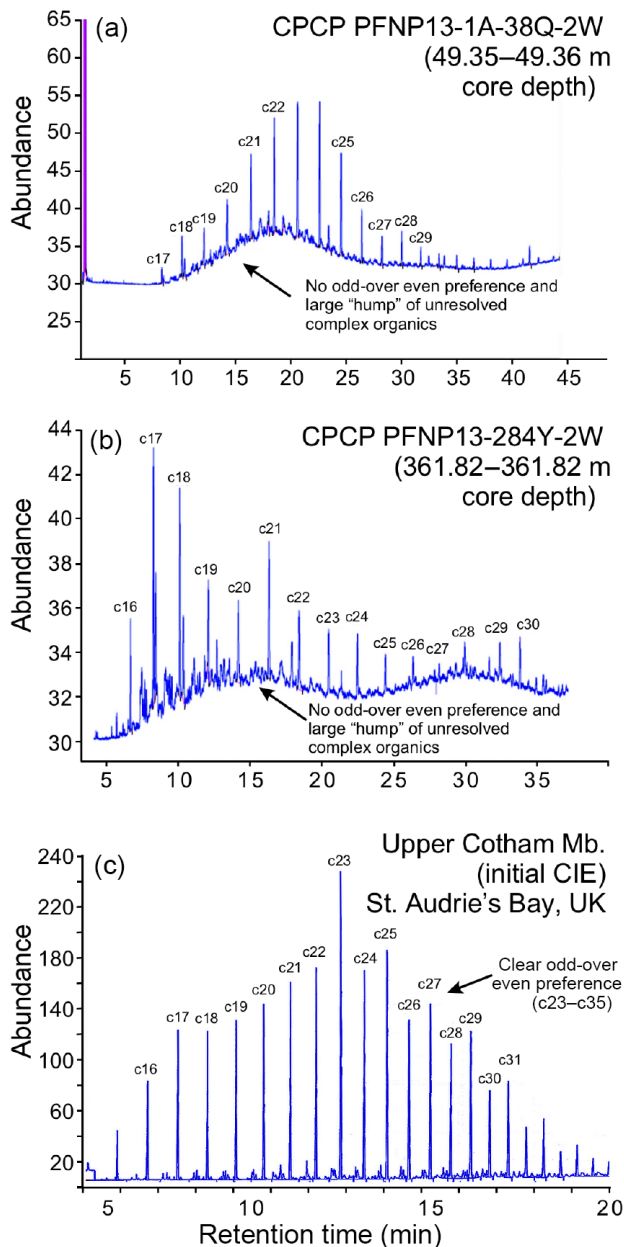 (a)
CPCP PFNP13-1A-38Q-2W
(49.35–49.36 m
core depth)
Abundance
65
60
55
50
45
40
35
30
25
c17
c18
c19
c20
c21
c22
c25
c26
c27
c28
c29
No odd-over even preference and
large “hump” of unresolved
complex organics
5 10 15 20 25 30 35 40 45
(b)
CPCP PFNP13-284Y-2W
(361.82–361.82 m
core depth)
Abundance
44
42
40
38
36
34
32
30
c16
c17
c18
c19
c20
c21
c22
c23
c24
c25
c26
c27
c28
c29
c30
No odd-over even preference and
large “hump” of unresolved
complex organics
5 10 15 20 25 30 35
(c)
Upper Cotham Mb.
(initial CIE)
St. Audrie’s Bay, UK
Abundance
240
220
180
140
100
60
20
c16
c17
c18
c19
c20
c21
c22
c23
c24
c25
c26
c27
c28
c29
c30
c31
Clear odd-over
even preference
(c23–c35)
5 10 15 20
Retention time (min)